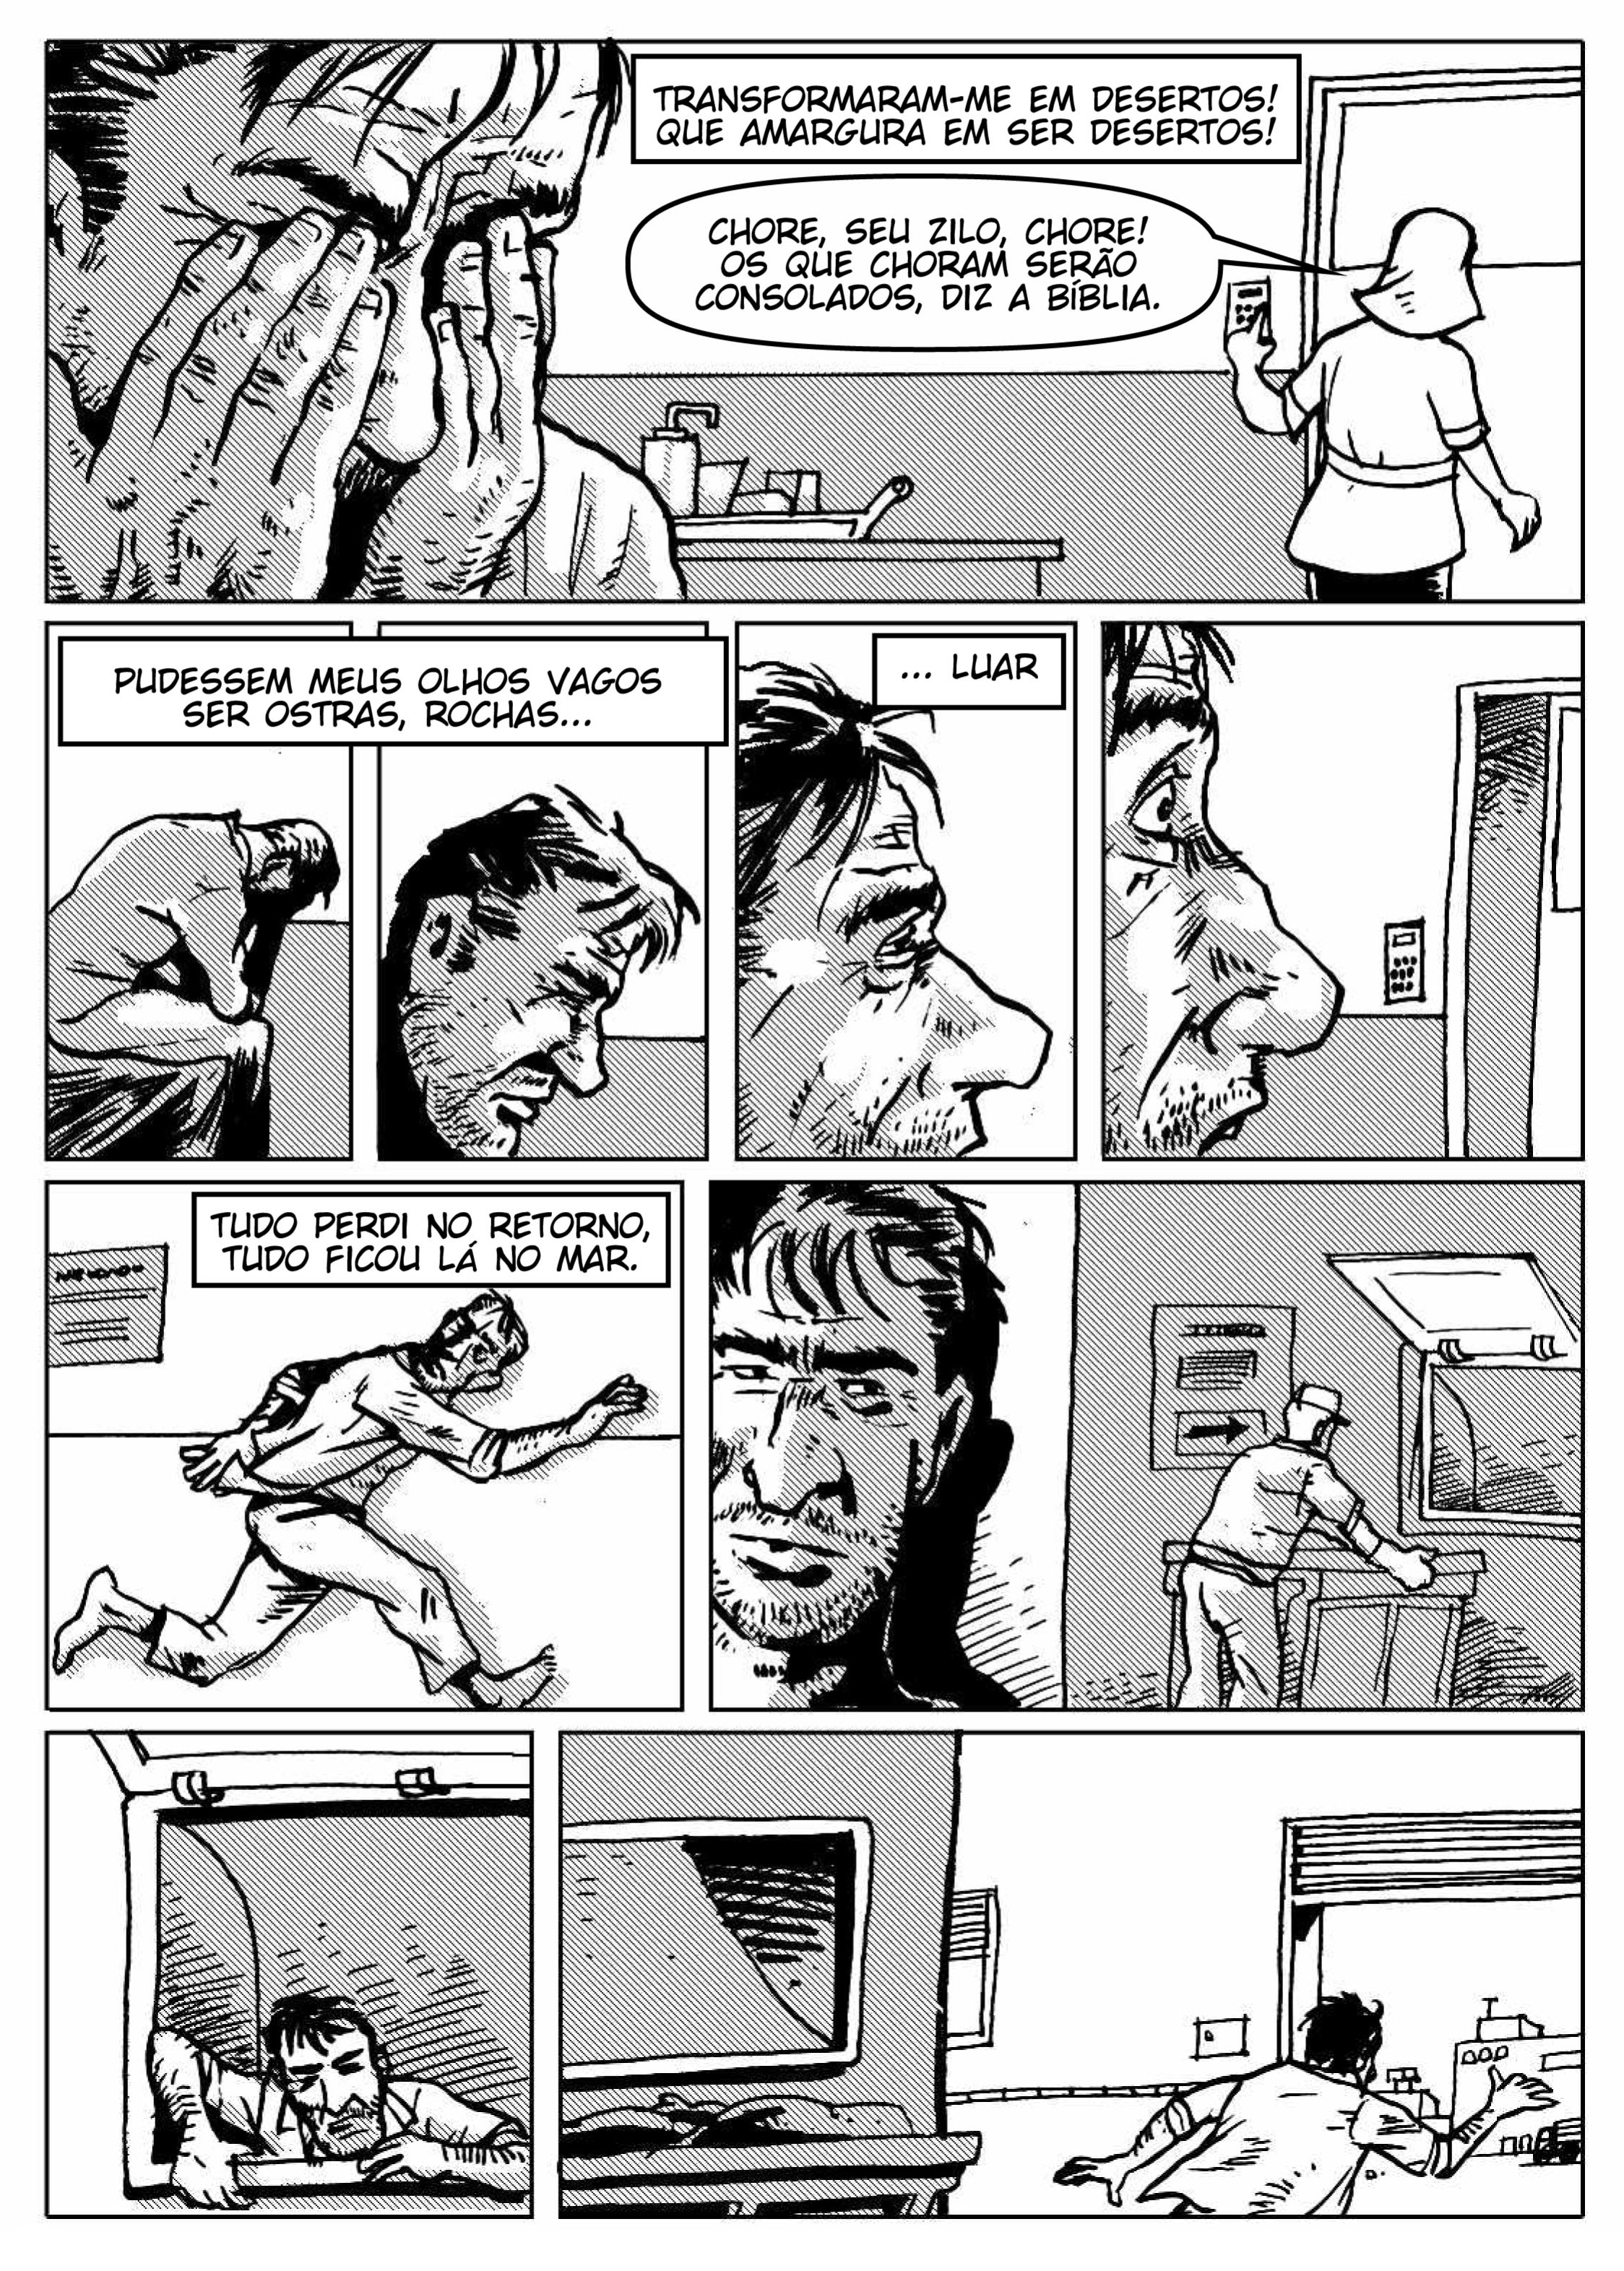 TRANSFORMARAM-ME EM DESERTOS!
QUE AMARGURA EM SER DESERTOS!
CHORE, SEU ZILO, CHORE!
OS QUE CHORAM SERÃO
CONSOLADOS, DIZ A BÍBLIA.
PUDESSEM MEUS OLHOS VAGOS
SER OSTRAS, ROCHAS...
... LUAR
TUDO PERDI NO RETORNO,
TUDO FICOU LÁ NO MAR.